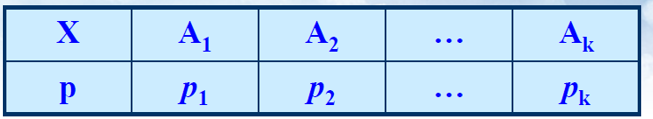 X A₁ A₂ … Aₖ
p p₁ p₂ … pₖ